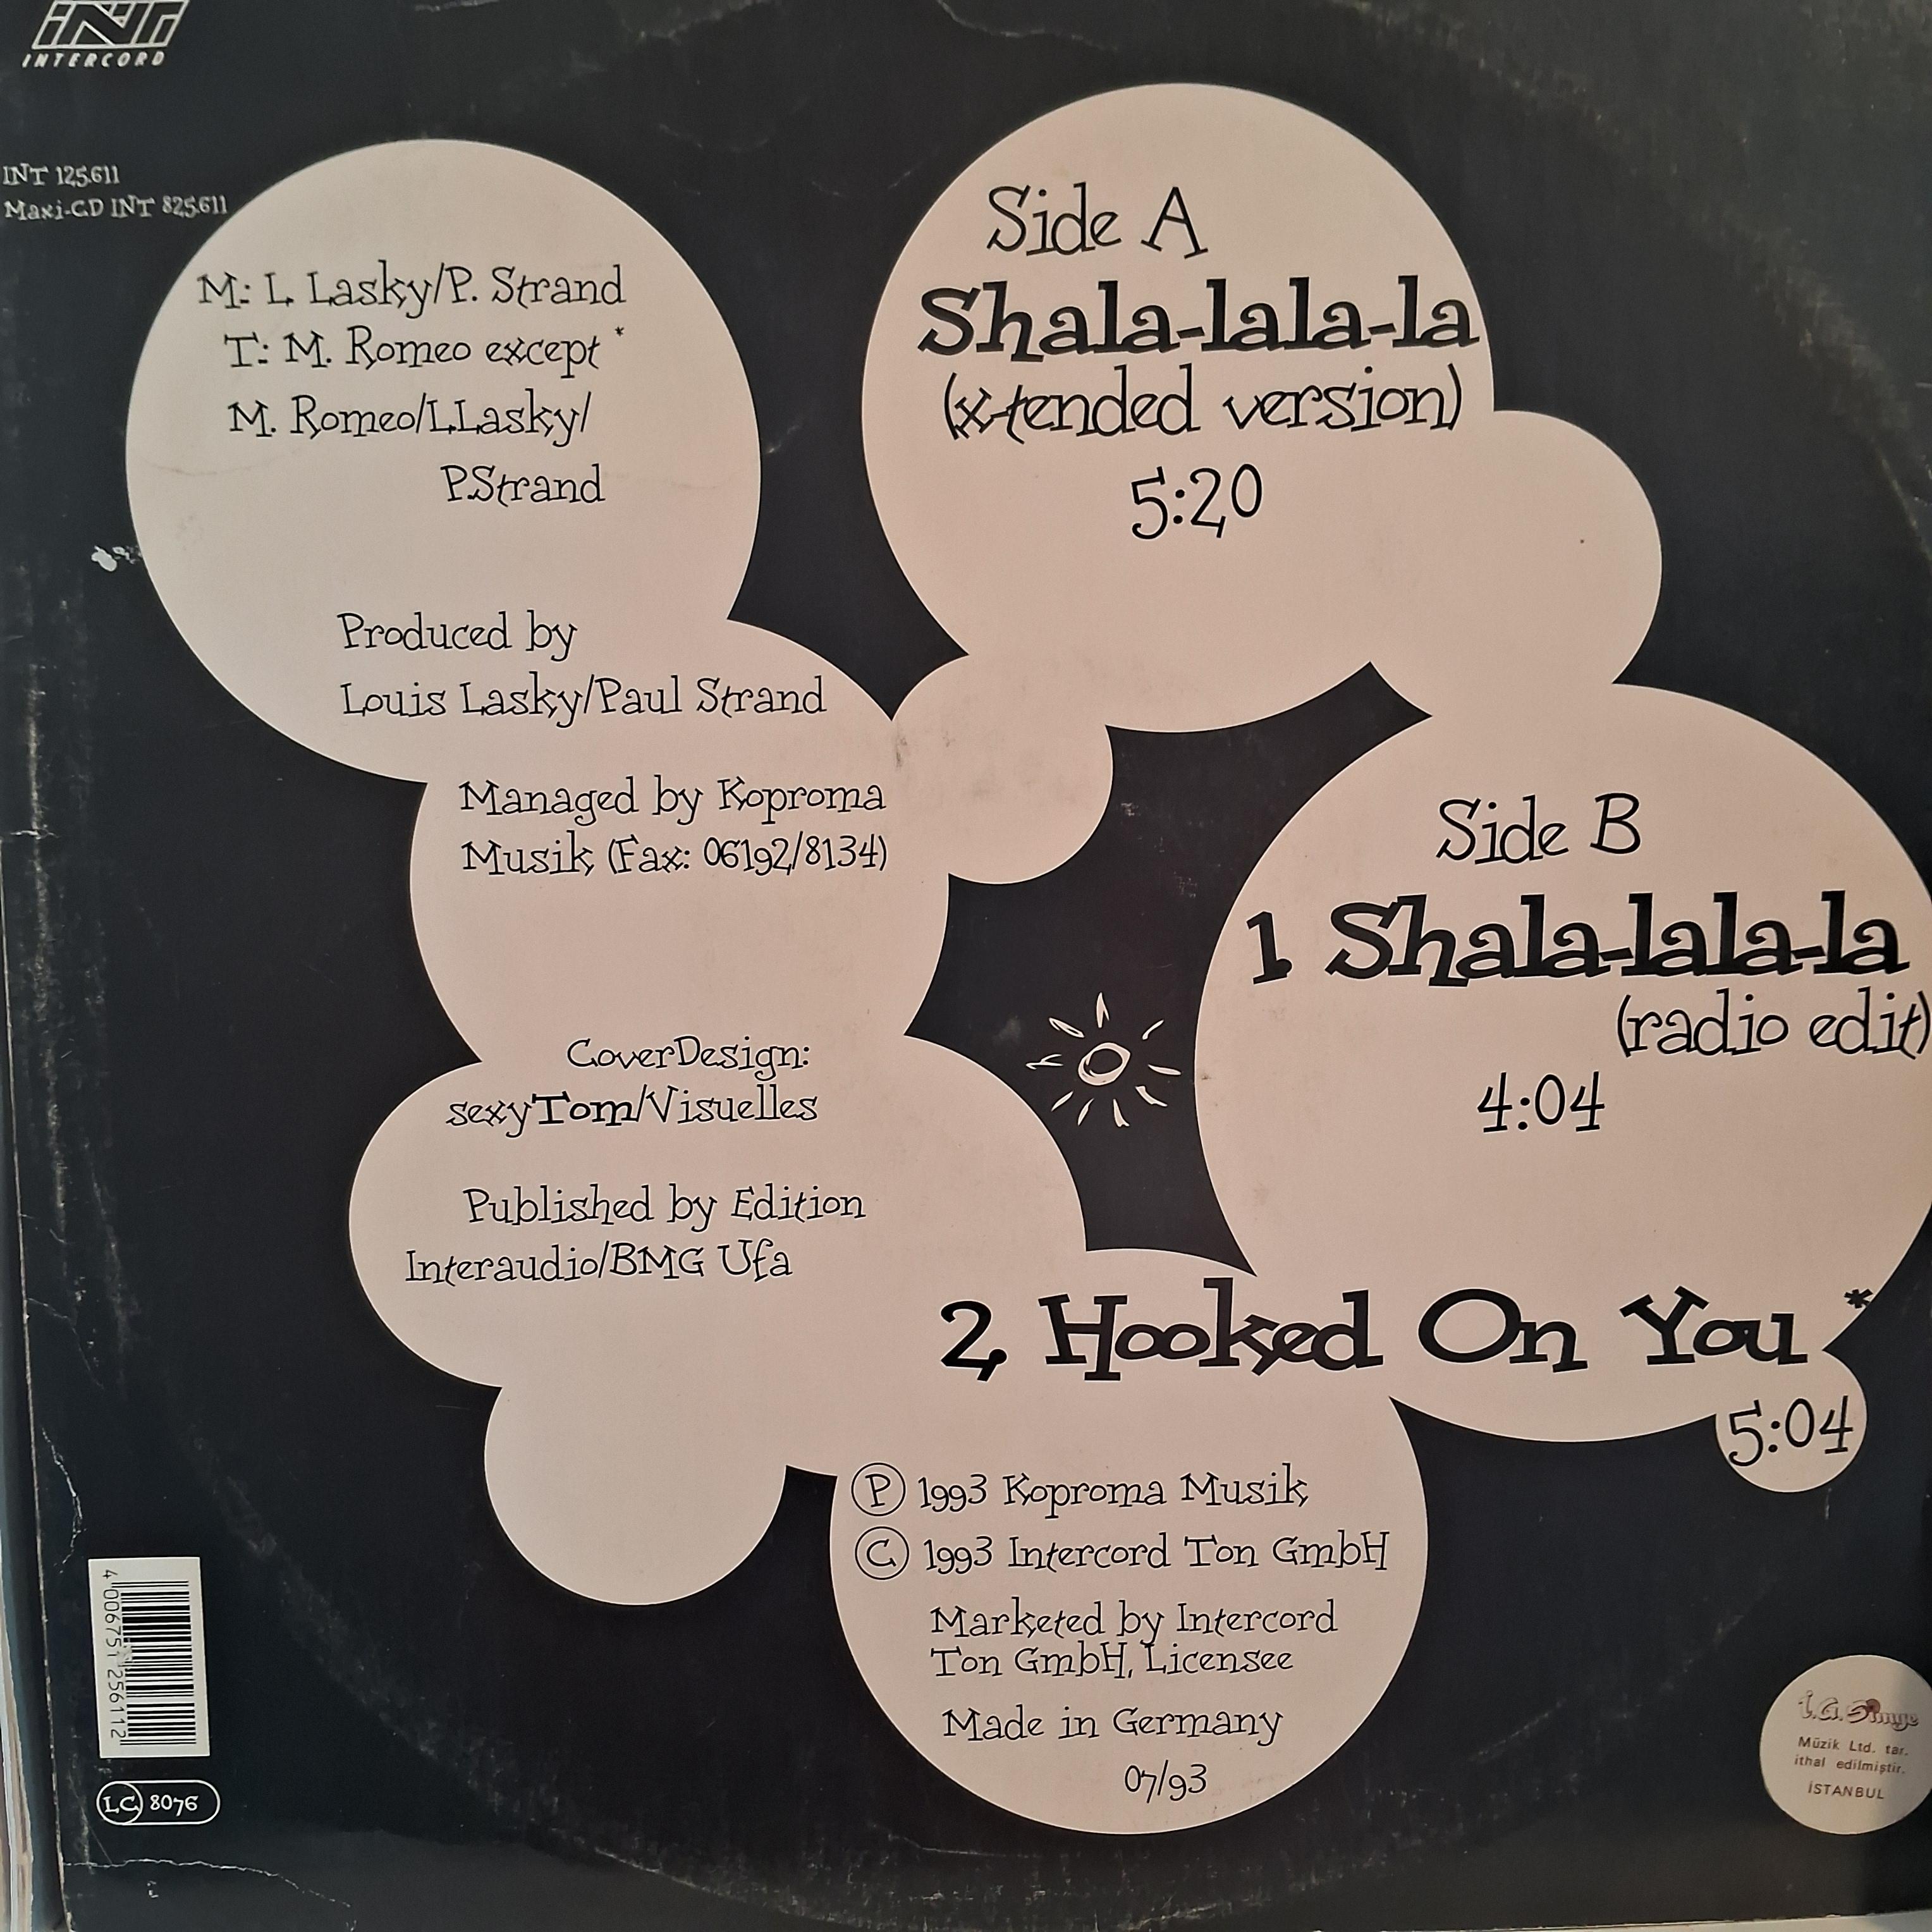 INT
INTERCORD
INT 125.611
Maxi-CD INT 825.611
M: L. Lasky/P. Strand
T: M. Romeo except *
M. Romeo/L.Lasky/
P.Strand
Produced by
Louis Lasky/Paul Strand
Managed by Koproma
Musik (Fax: 06192/8134)
CoverDesign:
sexyTom/Visuelles
Published by Edition
Interaudio/BMG Ufa
Side A
Shala-lala-la
(x-tended version)
5:20
Side B
1. Shala-lala-la
(radio edit)
4:04
2. Hooked On You *
5:04
Ⓟ 1993 Koproma Musik
© 1993 Intercord Ton GmbH
Marketed by Intercord
Ton GmbH, Licensee
Made in Germany
07/93
4 006751 256112
LC 8076
Müzik Ltd. tar.
ithal edilmiştir.
İSTANBUL